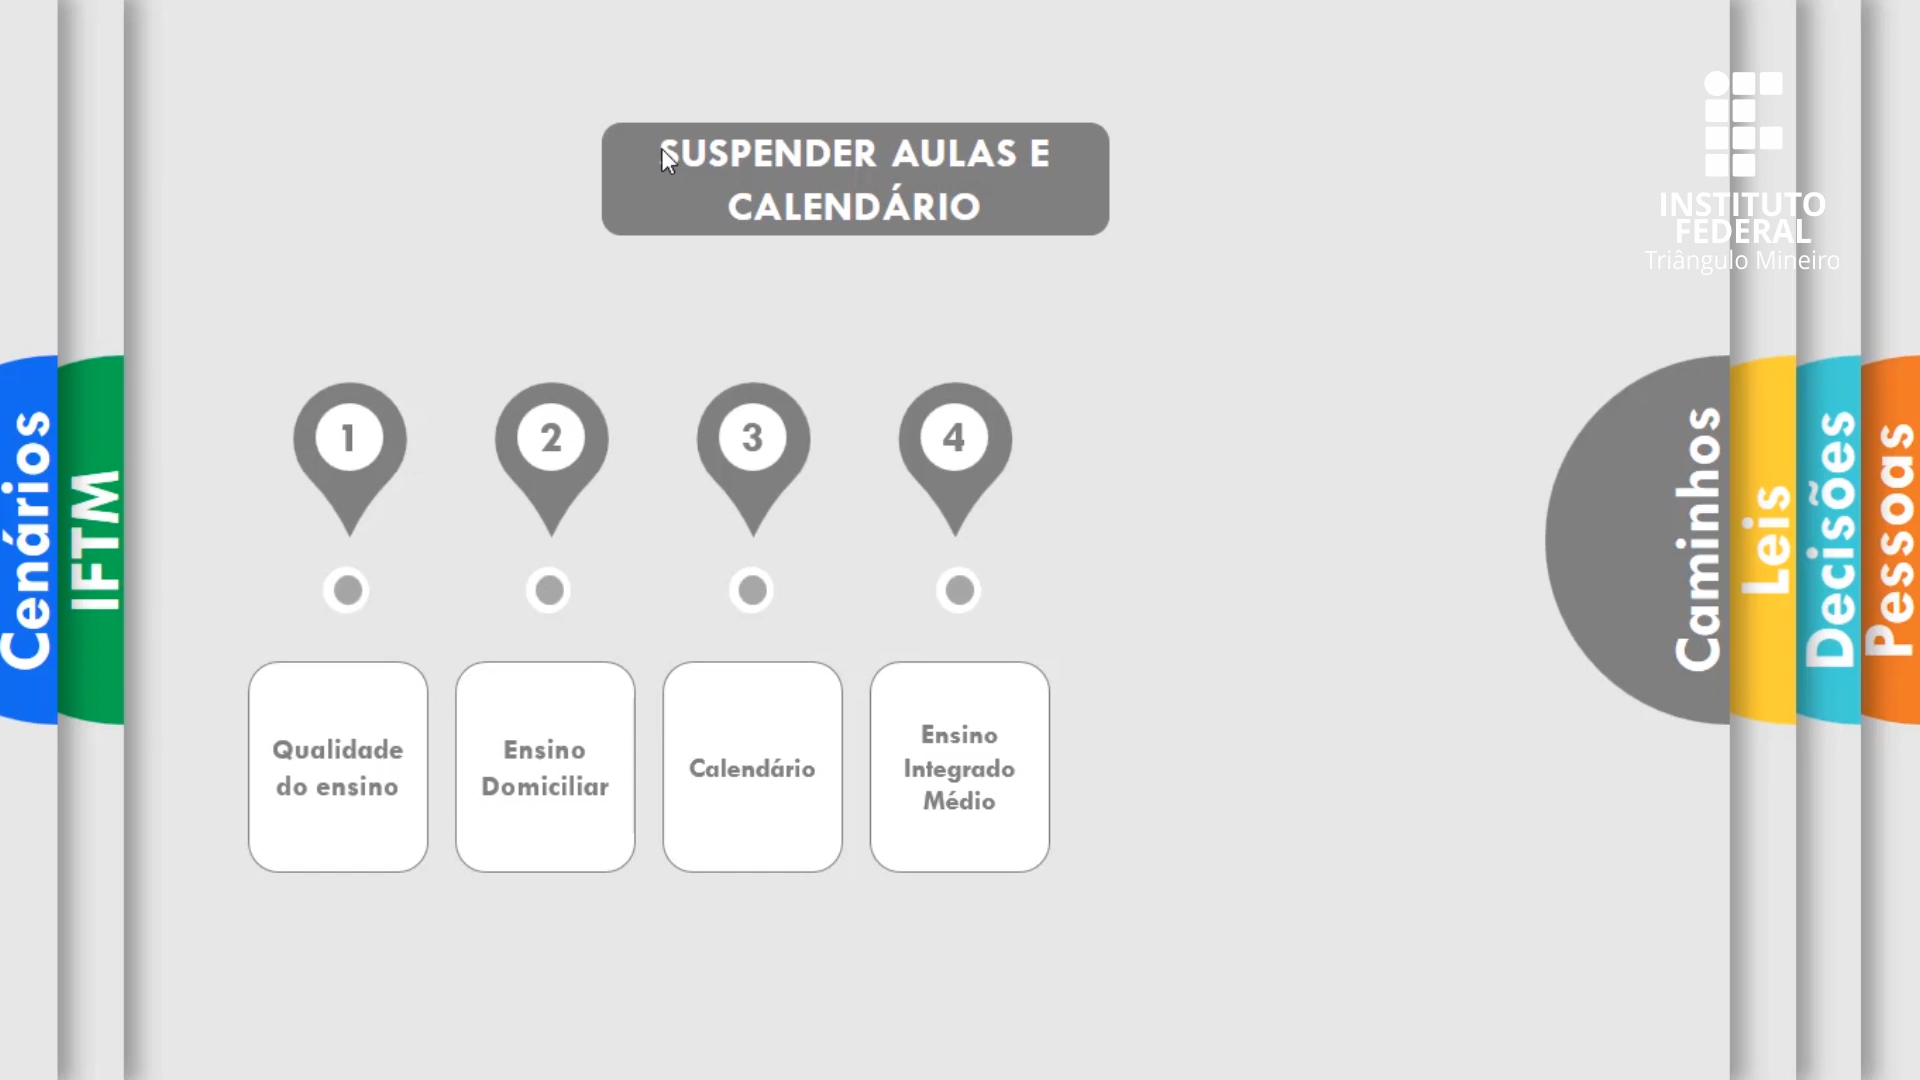 SUSPENDER AULAS E
CALENDÁRIO
INSTITUTO
FEDERAL
Triângulo Mineiro
Cenários
IFTM
1
2
3
4
Qualidade
do ensino
Ensino
Domiciliar
Calendário
Ensino
Integrado
Médio
Caminhos
Leis
Decisões
Pessoas